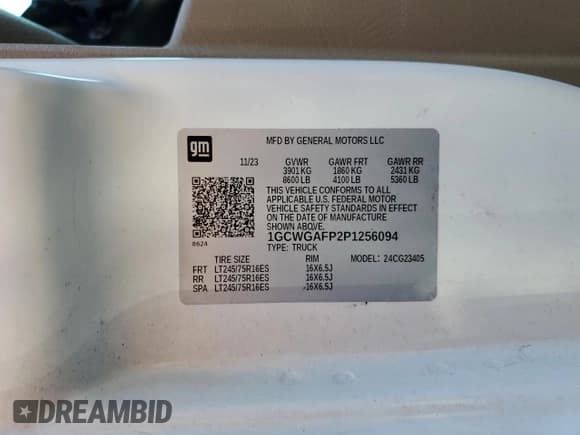 gm
MFD BY GENERAL MOTORS LLC
11/23 GVWR GAWR FRT GAWR RR
3901 KG 1860 KG 2431 KG
8600 LB 4100 LB 5360 LB
THIS VEHICLE CONFORMS TO ALL
APPLICABLE U.S. FEDERAL MOTOR
VEHICLE SAFETY STANDARDS IN EFFECT
ON THE DATE OF MANUFACTURE
SHOWN ABOVE.
1GCWGAFP2P1256094
8624
TYPE: TRUCK
TIRE SIZE RIM MODEL: 24CG23405
FRT LT245/75R16ES 16X6.5J
RR LT245/75R16ES 16X6.5J
SPA LT245/75R16ES 16X6.5J
DREAMBID